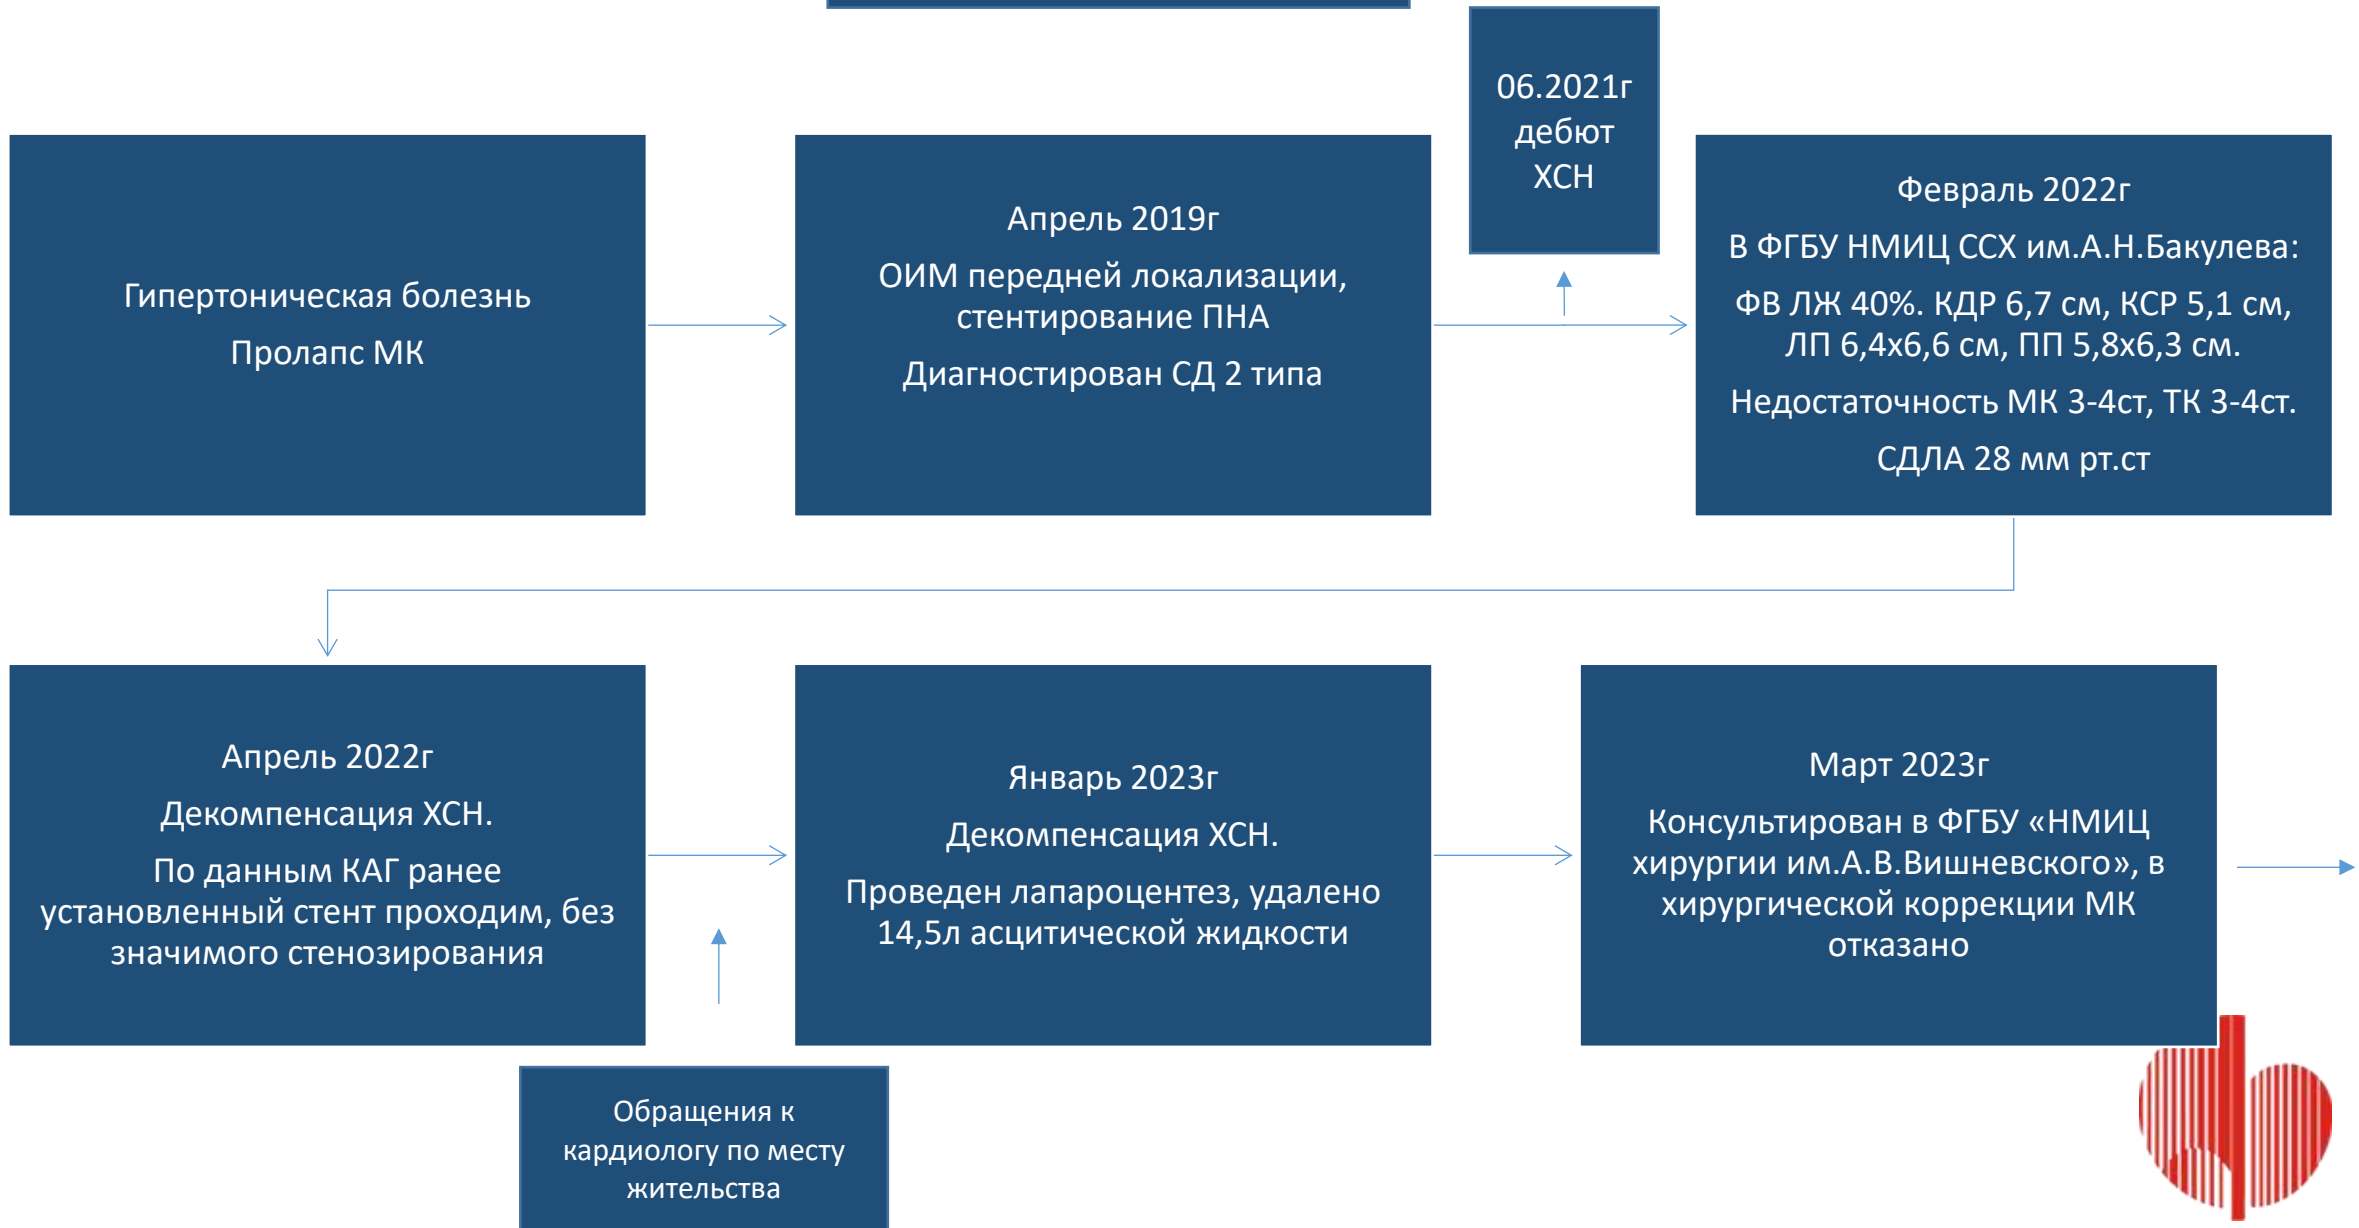 Гипертоническая болезнь
Пролапс МК
Апрель 2019г
ОИМ передней локализации,
стентирование ПНА
Диагностирован СД 2 типа
06.2021г
дебют
ХСН
Февраль 2022г
В ФГБУ НМИЦ ССХ им.А.Н.Бакулева:
ФВ ЛЖ 40%. КДР 6,7 см, КСР 5,1 см,
ЛП 6,4х6,6 см, ПП 5,8х6,3 см.
Недостаточность МК 3-4ст, ТК 3-4ст.
СДЛА 28 мм рт.ст
Апрель 2022г
Декомпенсация ХСН.
По данным КАГ ранее
установленный стент проходим, без
значимого стенозирования
Обращения к
кардиологу по месту
жительства
Январь 2023г
Декомпенсация ХСН.
Проведен лапароцентез, удалено
14,5л асцитической жидкости
Март 2023г
Консультирован в ФГБУ «НМИЦ
хирургии им.А.В.Вишневского», в
хирургической коррекции МК
отказано